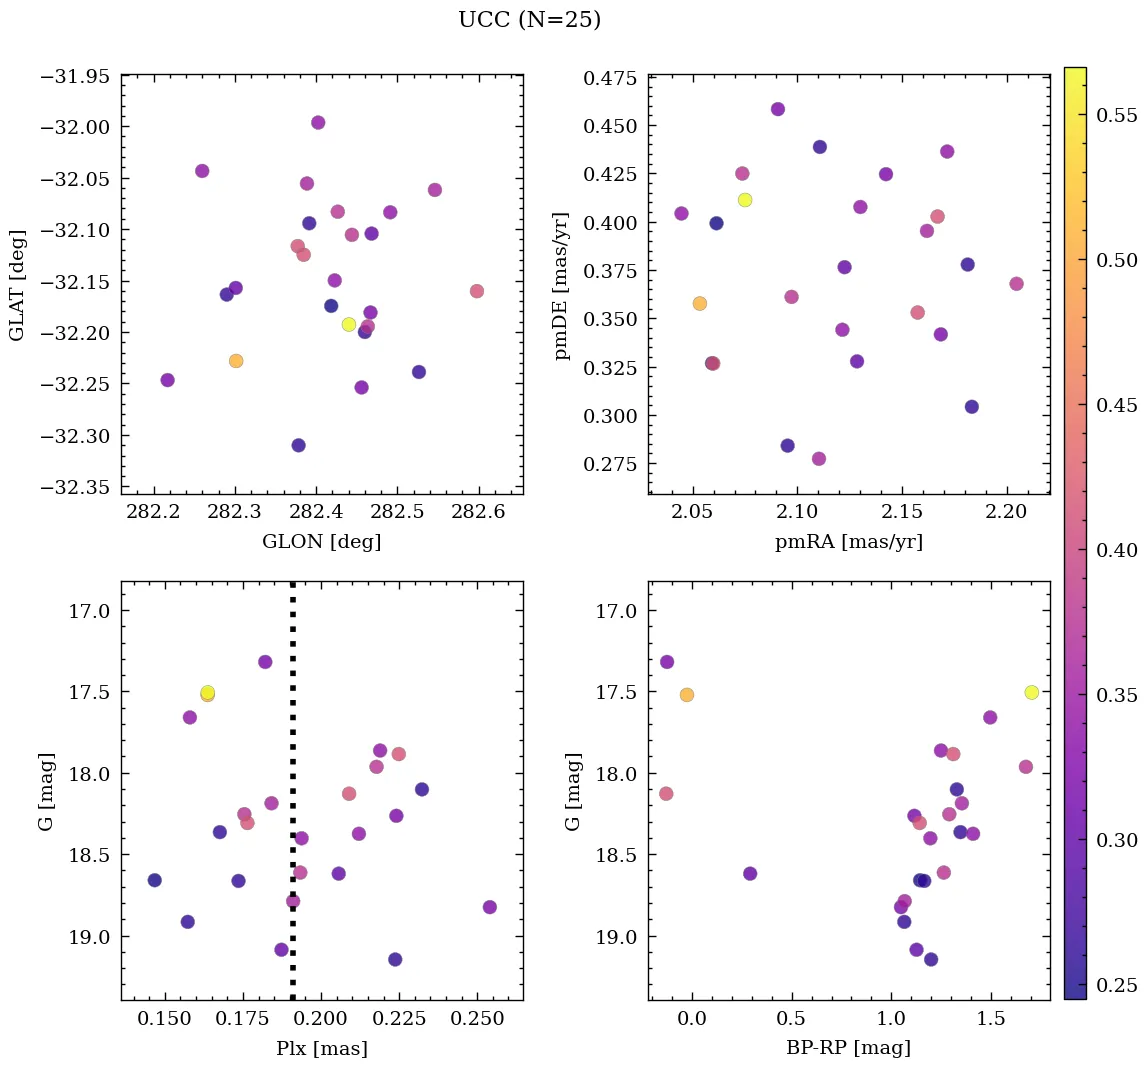 UCC (N=25)
−31.95
−32.00
−32.05
−32.10
−32.15
−32.20
−32.25
−32.30
−32.35
GLAT [deg]
282.2 282.3 282.4 282.5 282.6
GLON [deg]
0.475
0.450
0.425
0.400
0.375
0.350
0.325
0.300
0.275
pmDE [mas/yr]
2.05 2.10 2.15 2.20
pmRA [mas/yr]
17.0
17.5
18.0
18.5
19.0
G [mag]
0.150 0.175 0.200 0.225 0.250
Plx [mas]
17.0
17.5
18.0
18.5
19.0
G [mag]
0.0 0.5 1.0 1.5
BP-RP [mag]
0.55
0.50
0.45
0.40
0.35
0.30
0.25